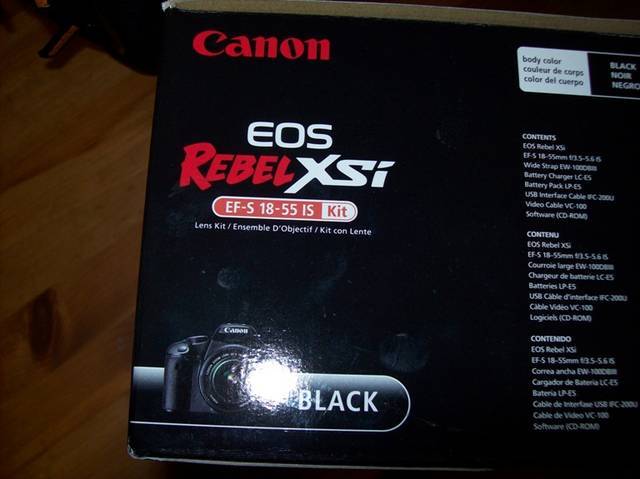 Canon
EOS
REBEL XSi
EF-S 18-55 IS Kit
Lens Kit / Ensemble D'Objectif / Kit con Lente
Canon
BLACK
body color
couleur de corps
color del cuerpo
BLACK
NOIR
NEGRO
CONTENTS
EOS Rebel XSi
EF-S 18-55mm f/3.5-5.6 IS
Wide Strap EW-100DBIII
Battery Charger LC-E5
Battery Pack LP-E5
USB Interface Cable IFC-200U
Video Cable VC-100
Software (CD-ROM)
CONTENU
EOS Rebel XSi
EF-S 18-55mm f/3.5-5.6 IS
Courroie large EW-100DBIII
Chargeur de batterie LC-E5
Batteries LP-E5
USB Câble d'interface IFC-200U
Câble Vidéo VC-100
Logiciels (CD-ROM)
CONTENIDO
EOS Rebel XSi
EF-S 18-55mm f/3.5-5.6 IS
Correa ancha EW-100DBIII
Cargador de Batería LC-E5
Batería LP-E5
Cable de Interfase USB IFC-200U
Cable de Video VC-100
Software (CD-ROM)